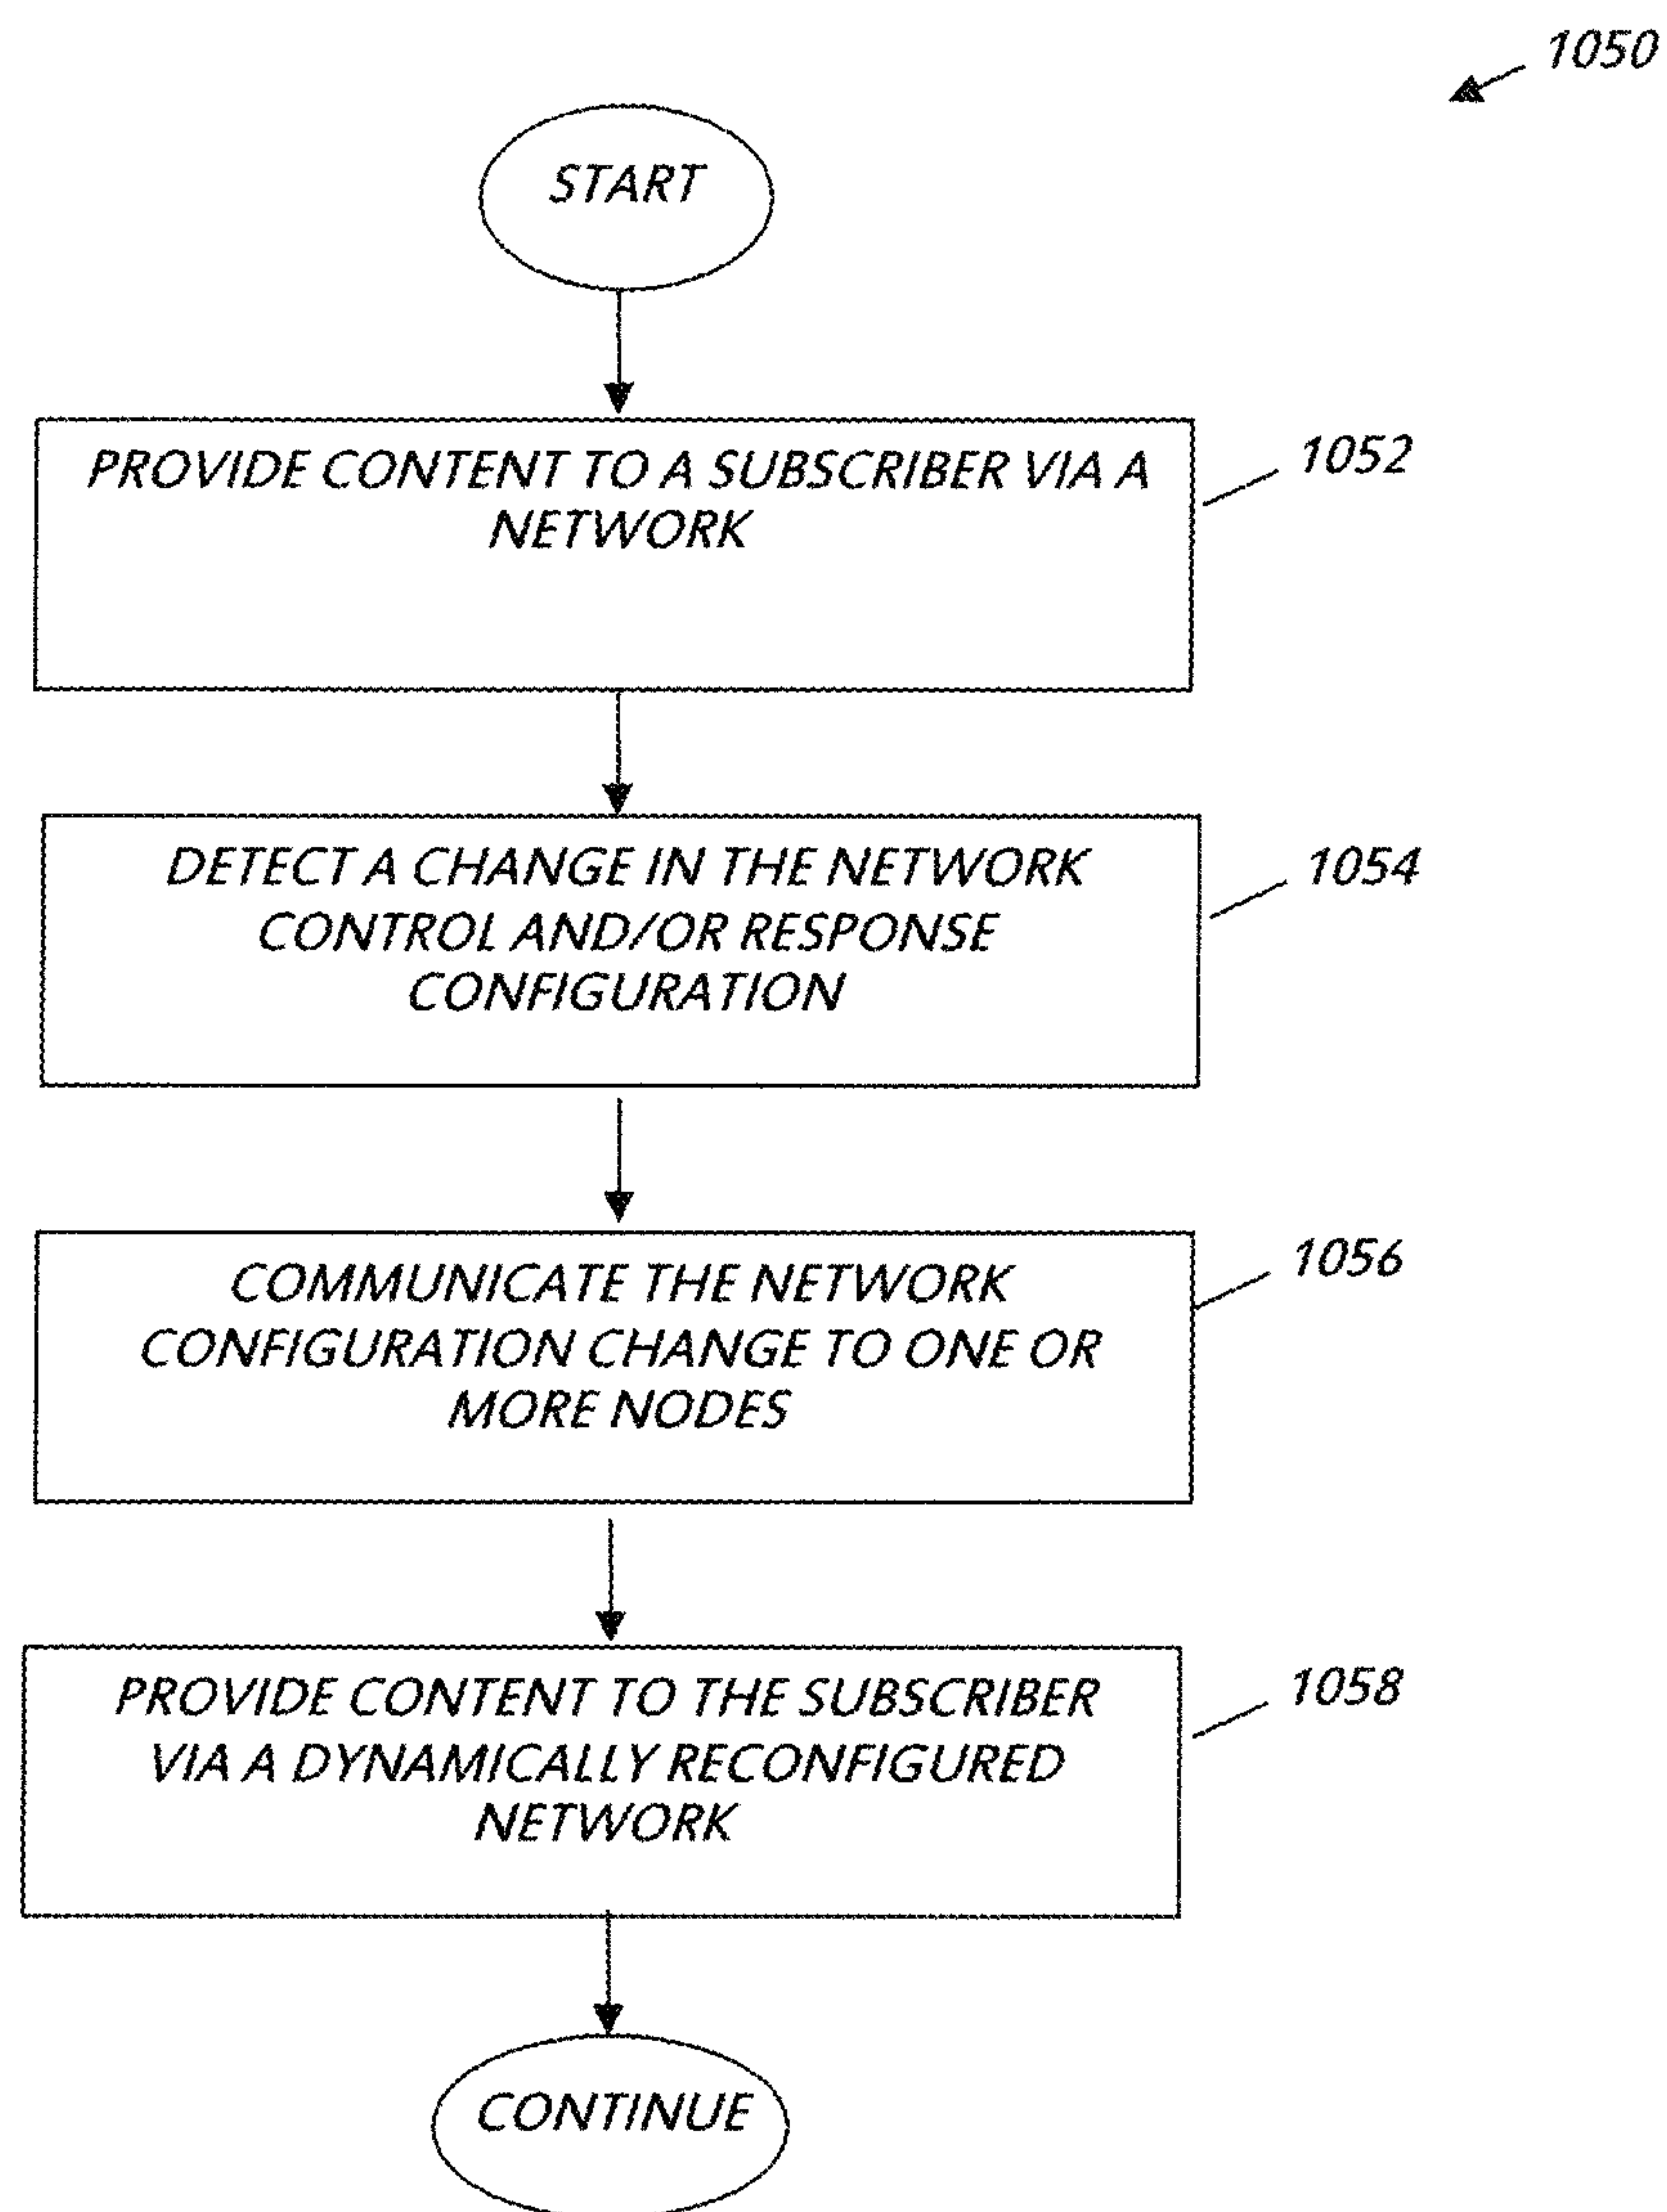 1050
START
PROVIDE CONTENT TO A SUBSCRIBER VIA A
NETWORK
1052
DETECT A CHANGE IN THE NETWORK
CONTROL AND/OR RESPONSE
CONFIGURATION
1054
COMMUNICATE THE NETWORK
CONFIGURATION CHANGE TO ONE OR
MORE NODES
1056
PROVIDE CONTENT TO THE SUBSCRIBER
VIA A DYNAMICALLY RECONFIGURED
NETWORK
1058
CONTINUE